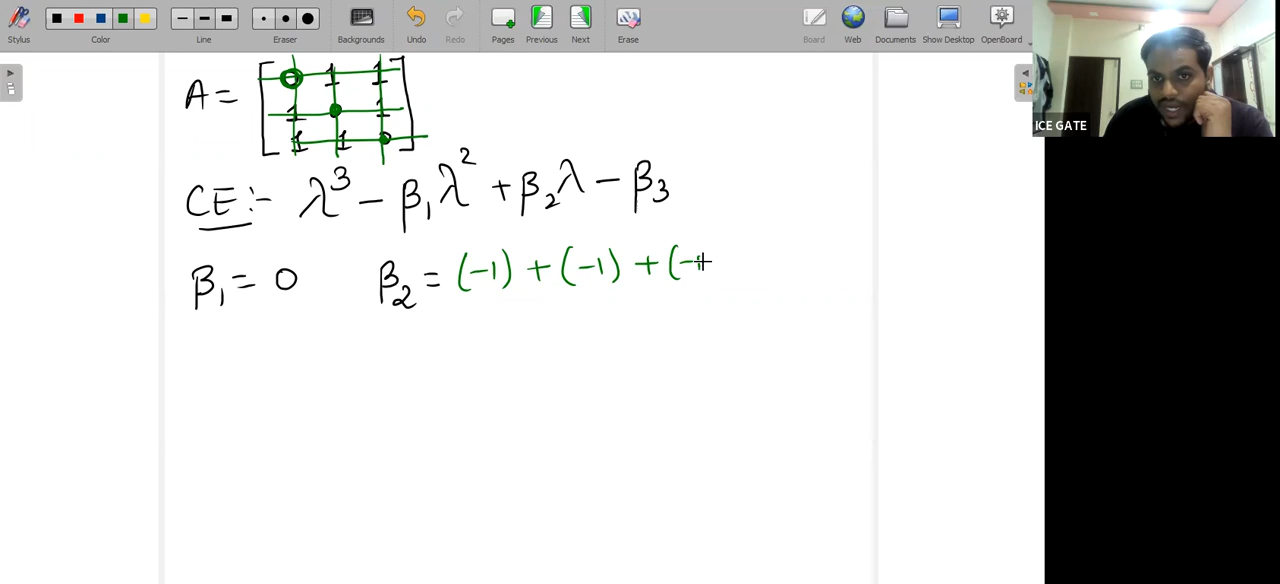 Stylus Color Line Eraser Backgrounds Undo Redo Pages Previous Next Erase Board Web Documents Show Desktop OpenBoard
A = [ 0 1 1
1 0 1
1 1 0 ]
ICE GATE
CE :- λ³ - β₁λ² + β₂λ - β₃
β₁ = 0 β₂ = (-1) + (-1) + (-1